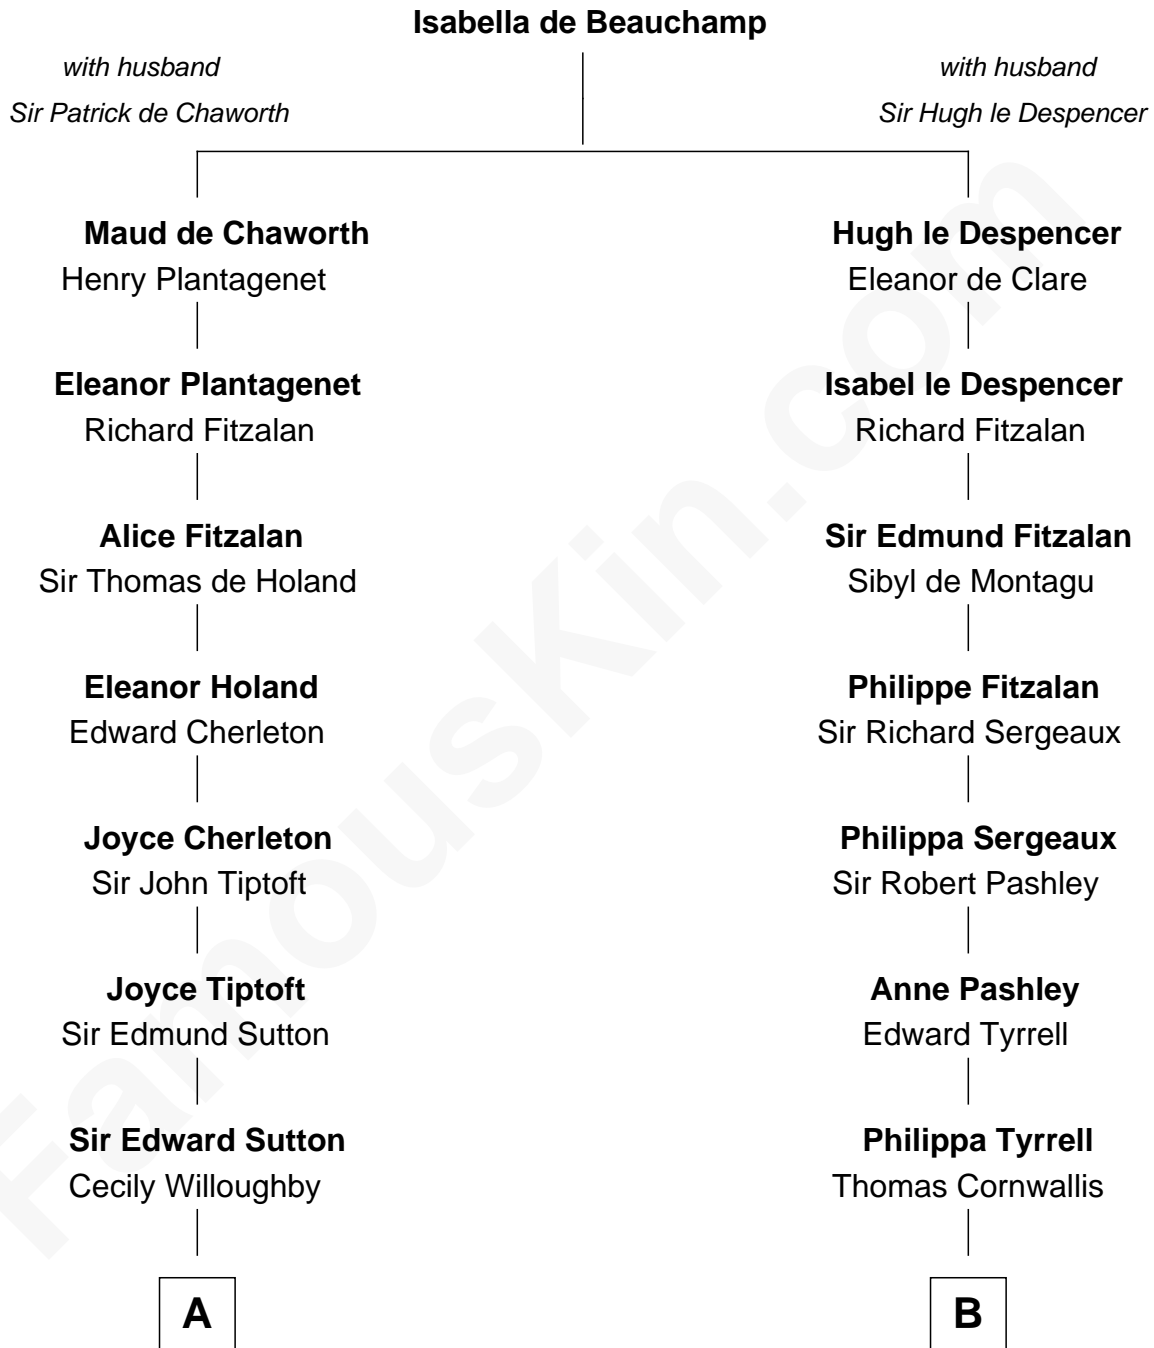 Isabella de Beauchamp
with husband
Sir Patrick de Chaworth
with husband
Sir Hugh le Despencer
Maud de Chaworth
Henry Plantagenet
Hugh le Despencer
Eleanor de Clare
Eleanor Plantagenet
Richard Fitzalan
Isabel le Despencer
Richard Fitzalan
Alice Fitzalan
Sir Thomas de Holand
Sir Edmund Fitzalan
Sibyl de Montagu
Eleanor Holand
Edward Cherleton
Philippe Fitzalan
Sir Richard Sergeaux
Joyce Cherleton
Sir John Tiptoft
Philippa Sergeaux
Sir Robert Pashley
Joyce Tiptoft
Sir Edmund Sutton
Anne Pashley
Edward Tyrrell
Sir Edward Sutton
Cecily Willoughby
Philippa Tyrrell
Thomas Cornwallis
A
B
FamousKin.com